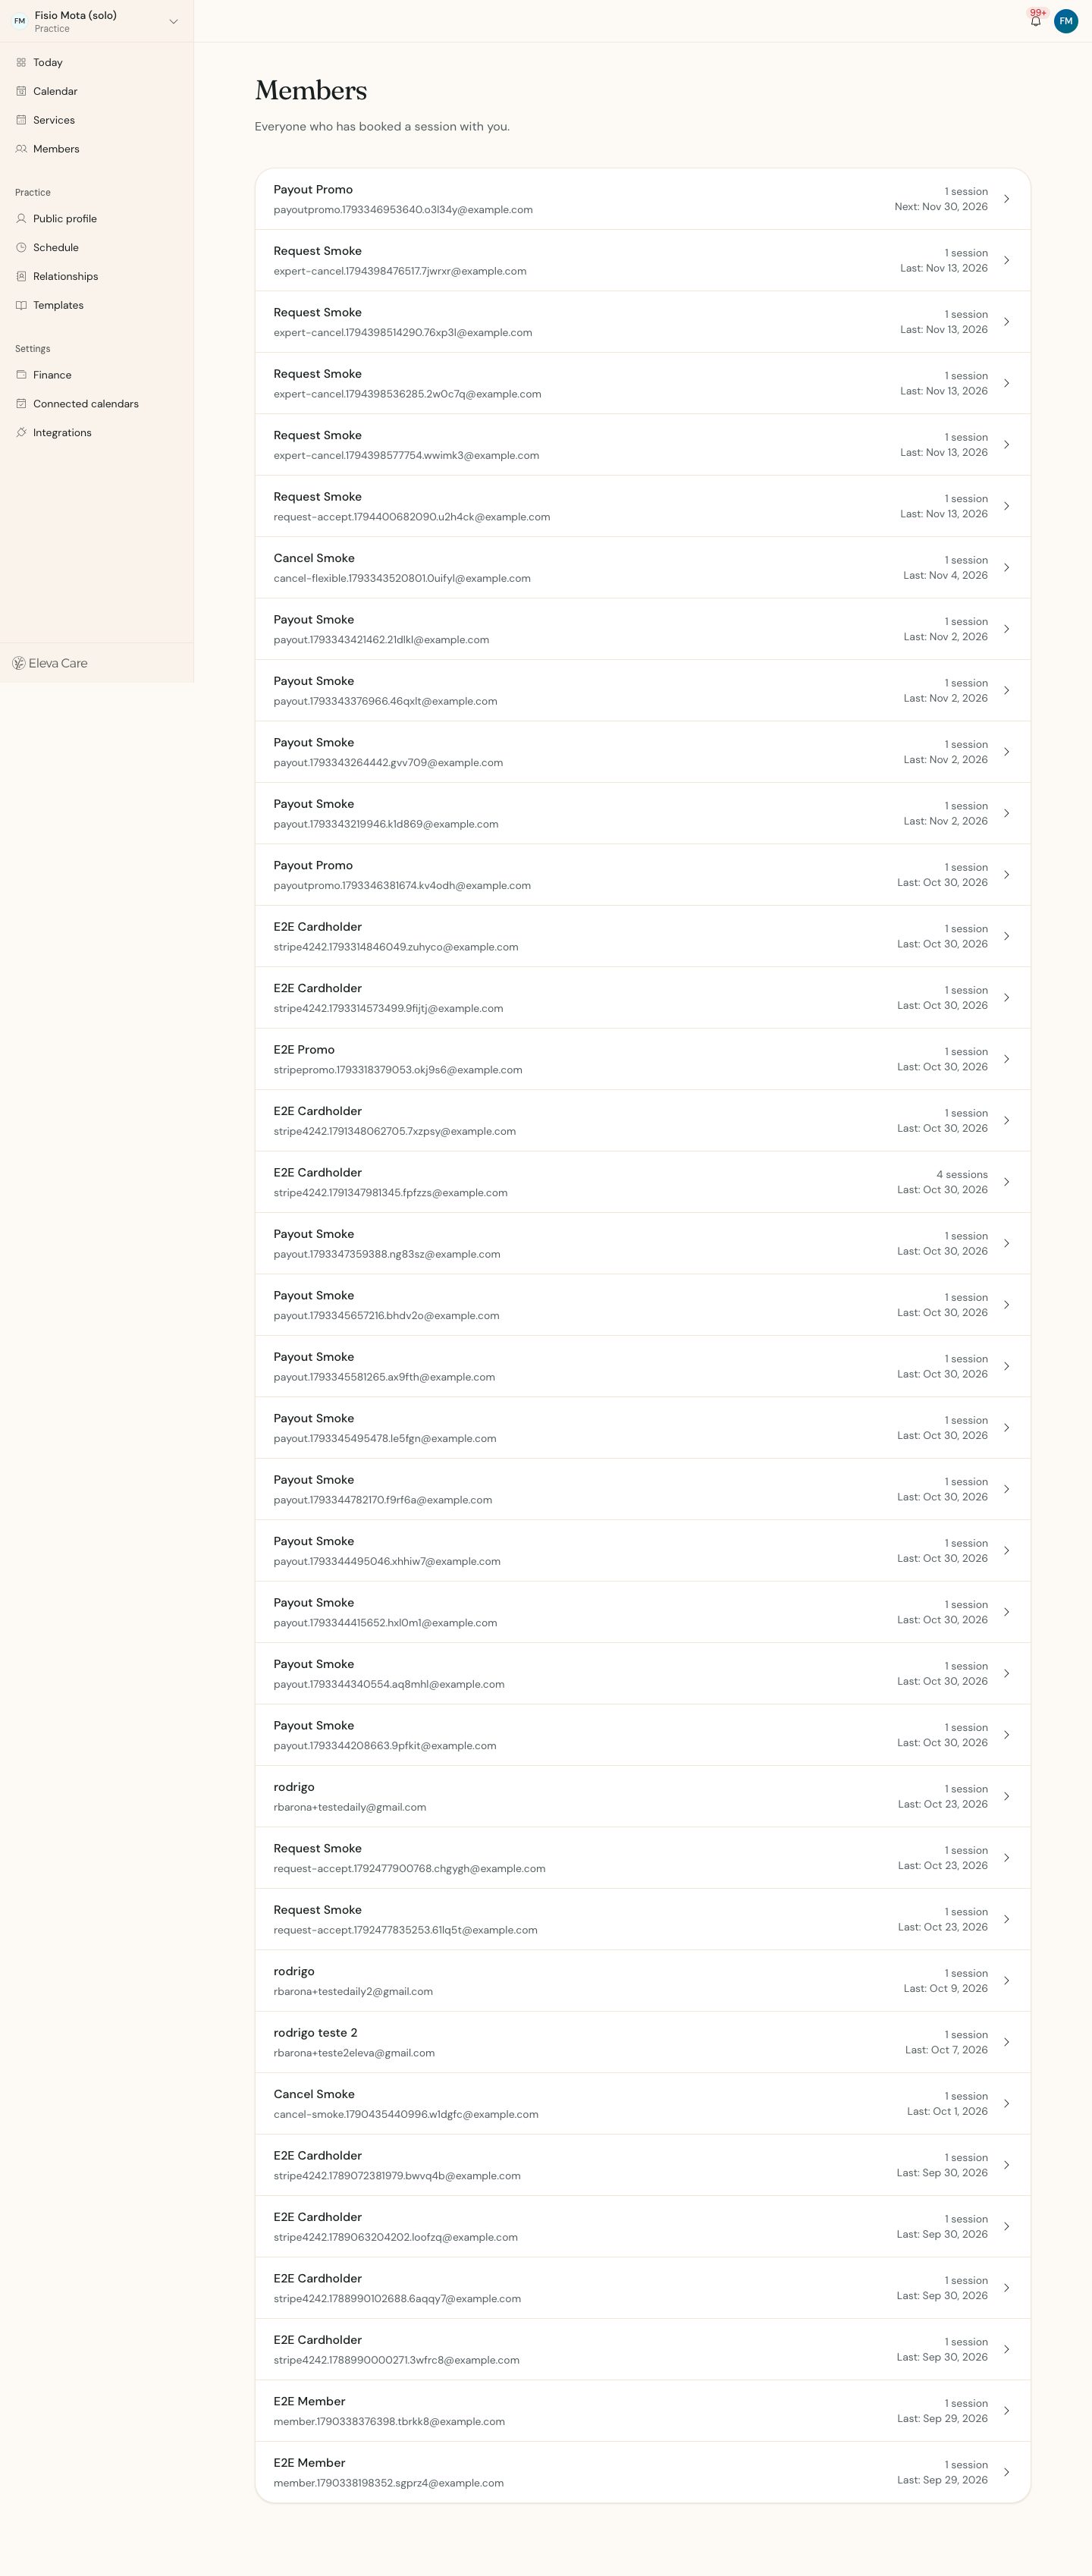 FM
Fisio Mota (solo)
Practice
99+
FM
Today
Calendar
Services
Members
Practice
Public profile
Schedule
Relationships
Templates
Settings
Finance
Connected calendars
Integrations
Eleva Care
Members
Everyone who has booked a session with you.
Payout Promo
payoutpromo.1793346953640.o3l34y@example.com
1 session
Next: Nov 30, 2026
Request Smoke
expert-cancel.1794398476517.7jwrxr@example.com
1 session
Last: Nov 13, 2026
Request Smoke
expert-cancel.1794398514290.76xp3l@example.com
1 session
Last: Nov 13, 2026
Request Smoke
expert-cancel.1794398536285.2w0c7q@example.com
1 session
Last: Nov 13, 2026
Request Smoke
expert-cancel.1794398577754.wwimk3@example.com
1 session
Last: Nov 13, 2026
Request Smoke
request-accept.1794400682090.u2h4ck@example.com
1 session
Last: Nov 13, 2026
Cancel Smoke
cancel-flexible.1793343520801.0uifyl@example.com
1 session
Last: Nov 4, 2026
Payout Smoke
payout.1793343421462.21dlkl@example.com
1 session
Last: Nov 2, 2026
Payout Smoke
payout.1793343376966.46qxlt@example.com
1 session
Last: Nov 2, 2026
Payout Smoke
payout.1793343264442.gvv709@example.com
1 session
Last: Nov 2, 2026
Payout Smoke
payout.1793343219946.k1d869@example.com
1 session
Last: Nov 2, 2026
Payout Promo
payoutpromo.1793346381674.kv4odh@example.com
1 session
Last: Oct 30, 2026
E2E Cardholder
stripe4242.1793314846049.zuhyco@example.com
1 session
Last: Oct 30, 2026
E2E Cardholder
stripe4242.1793314573499.9fijtj@example.com
1 session
Last: Oct 30, 2026
E2E Promo
stripepromo.1793318379053.okj9s6@example.com
1 session
Last: Oct 30, 2026
E2E Cardholder
stripe4242.1791348062705.7xzpsy@example.com
1 session
Last: Oct 30, 2026
E2E Cardholder
stripe4242.1791347981345.fpfzzs@example.com
4 sessions
Last: Oct 30, 2026
Payout Smoke
payout.1793347359388.ng83sz@example.com
1 session
Last: Oct 30, 2026
Payout Smoke
payout.1793345657216.bhdv2o@example.com
1 session
Last: Oct 30, 2026
Payout Smoke
payout.1793345581265.ax9fth@example.com
1 session
Last: Oct 30, 2026
Payout Smoke
payout.1793345495478.le5fgn@example.com
1 session
Last: Oct 30, 2026
Payout Smoke
payout.1793344782170.f9rf6a@example.com
1 session
Last: Oct 30, 2026
Payout Smoke
payout.1793344495046.xhhiw7@example.com
1 session
Last: Oct 30, 2026
Payout Smoke
payout.1793344415652.hxl0m1@example.com
1 session
Last: Oct 30, 2026
Payout Smoke
payout.1793344340554.aq8mhl@example.com
1 session
Last: Oct 30, 2026
Payout Smoke
payout.1793344208663.9pfkit@example.com
1 session
Last: Oct 30, 2026
rodrigo
rbarona+testedaily@gmail.com
1 session
Last: Oct 23, 2026
Request Smoke
request-accept.1792477900768.chgygh@example.com
1 session
Last: Oct 23, 2026
Request Smoke
request-accept.1792477835253.61lq5t@example.com
1 session
Last: Oct 23, 2026
rodrigo
rbarona+testedaily2@gmail.com
1 session
Last: Oct 9, 2026
rodrigo teste 2
rbarona+teste2eleva@gmail.com
1 session
Last: Oct 7, 2026
Cancel Smoke
cancel-smoke.1790435440996.w1dgfc@example.com
1 session
Last: Oct 1, 2026
E2E Cardholder
stripe4242.1789072381979.bwvq4b@example.com
1 session
Last: Sep 30, 2026
E2E Cardholder
stripe4242.1789063204202.loofzq@example.com
1 session
Last: Sep 30, 2026
E2E Cardholder
stripe4242.1788990102688.6aqqy7@example.com
1 session
Last: Sep 30, 2026
E2E Cardholder
stripe4242.1788990000271.3wfrc8@example.com
1 session
Last: Sep 30, 2026
E2E Member
member.1790338376398.tbrkk8@example.com
1 session
Last: Sep 29, 2026
E2E Member
member.1790338198352.sgprz4@example.com
1 session
Last: Sep 29, 2026